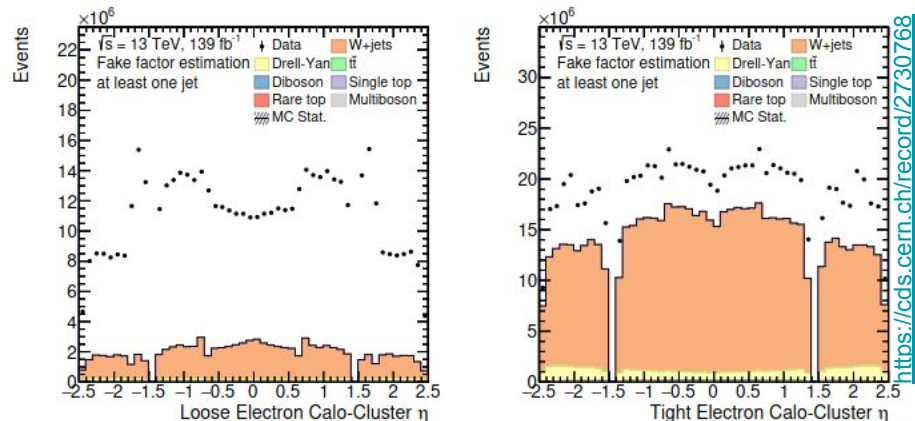 ×10⁶
Events
22
20
18
16
14
12
10
8
6
4
2
0
√s = 13 TeV, 139 fb⁻¹
Fake factor estimation
at least one jet
Data
W+jets
Drell-Yan
tt̄
Diboson
Single top
Rare top
Multiboson
MC Stat.
−2.5 −2 −1.5 −1 −0.5 0 0.5 1 1.5 2 2.5
Loose Electron Calo-Cluster η
×10⁶
Events
35
30
25
20
15
10
5
0
√s = 13 TeV, 139 fb⁻¹
Fake factor estimation
at least one jet
Data
W+jets
Drell-Yan
tt̄
Diboson
Single top
Rare top
Multiboson
MC Stat.
−2.5 −2 −1.5 −1 −0.5 0 0.5 1 1.5 2 2.5
Tight Electron Calo-Cluster η
https://cds.cern.ch/record/2730768